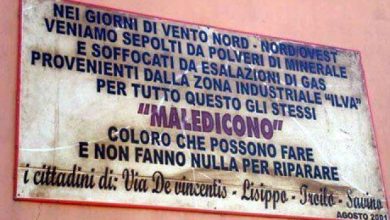 NEI GIORNI DI VENTO NORD - NORD/OVEST
VENIAMO SEPOLTI DA POLVERI DI MINERALE
E SOFFOCATI DA ESALAZIONI DI GAS
PROVENIENTI DALLA ZONA INDUSTRIALE "ILVA"
PER TUTTO QUESTO GLI STESSI
"MALEDICONO"
COLORO CHE POSSONO FARE
E NON FANNO NULLA PER RIPARARE
i cittadini di: Via De vincentis - Lisippo - Troilo - Savino
AGOSTO 2001